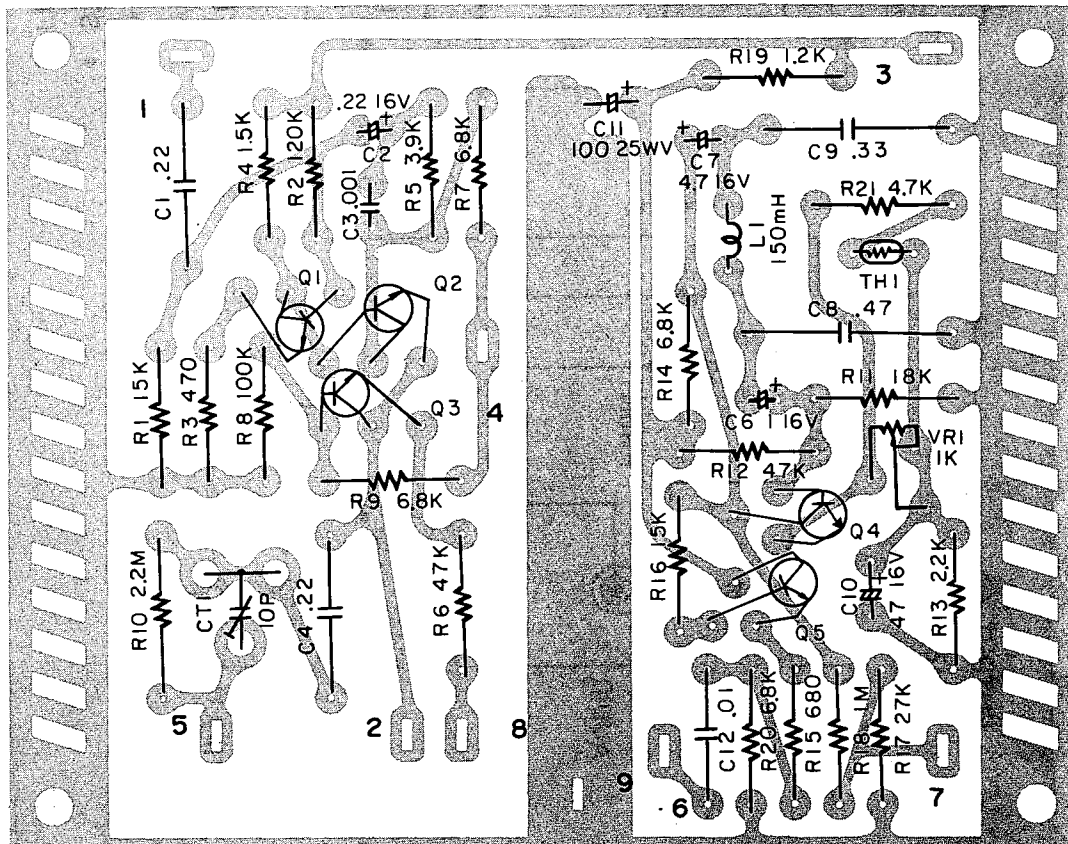 R19 1.2K
3
1
.22 16V
+
C2
+
C11
100 25WV
+
C7
4.7 16V
C9 .33
C1 .22
R4 1.5K
R2 120K
C3 .001
R5 3.9K
R7 6.8K
R21 4.7K
L1
150mH
TH1
Q1
Q2
C8 .47
R14 6.8K
R1 15K
R3 470
R8 100K
Q3
4
+
C6 1 16V
R11 18K
VR1
1K
R12 47K
R9 6.8K
Q4
R16 15K
R10 2.2M
CT1
10P
C4 .22
R6 47K
C10
+
47 16V
R13 2.2K
Q5
5
2
8
C12 .01
R20 6.8K
R15 680
R18 1M
R17 27K
9
6
7